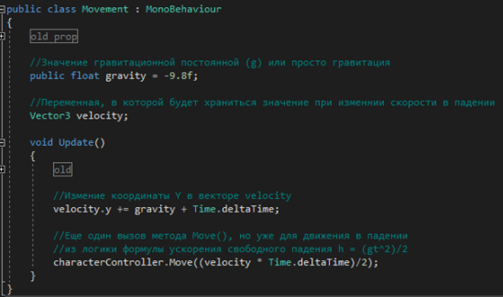 public class Movement : MonoBehaviour
{
old prop
//Значение гравитационной постоянной (g) или просто гравитация
public float gravity = -9.8f;
//Переменная, в которой будет храниться значение при изменнии скорости в падении
Vector3 velocity;
void Update()
{
old
//Измение координаты Y в векторе velocity
velocity.y += gravity + Time.deltaTime;
//Еще один вызов метода Move(), но уже для движения в падении
//из логики формулы ускорения свободного падения h = (gt^2)/2
characterController.Move((velocity * Time.deltaTime)/2);
}
}